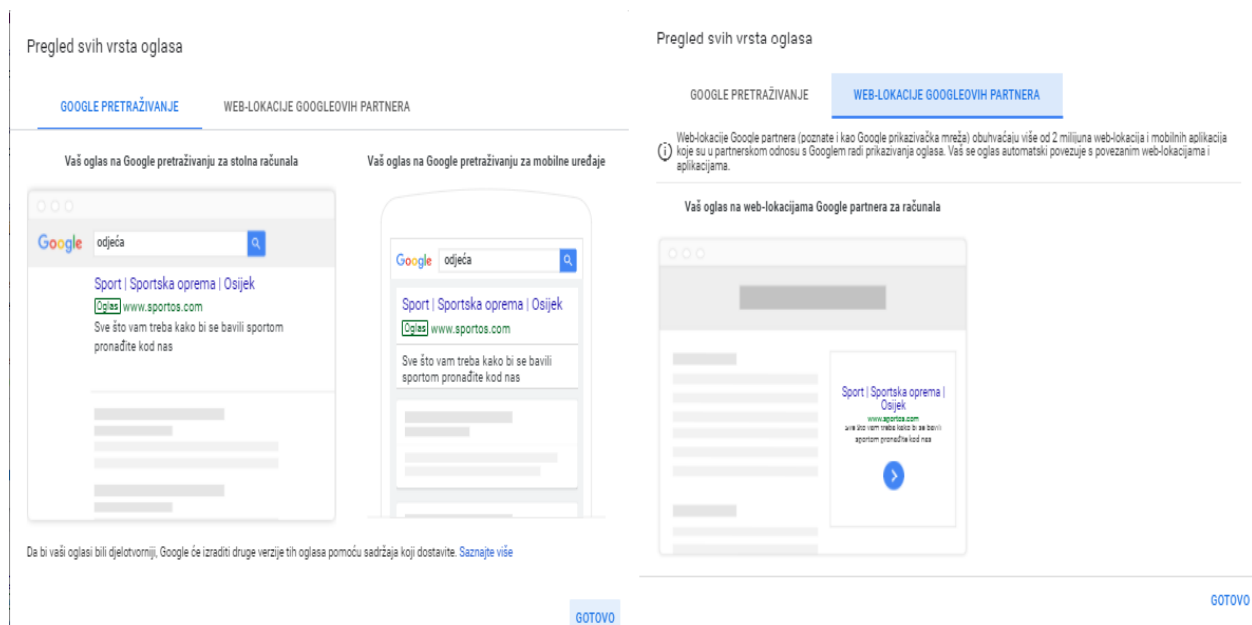 Pregled svih vrsta oglasa
GOOGLE PRETRAŽIVANJE
WEB-LOKACIJE GOOGLEOVIH PARTNERA
Vaš oglas na Google pretraživanju za stolna računala
Google
odjeća
Sport | Sportska oprema | Osijek
Oglas www.sportos.com
Sve što vam treba kako bi se bavili sportom
pronađite kod nas
Vaš oglas na Google pretraživanju za mobilne uređaje
Google
odjeća
Sport | Sportska oprema | Osijek
Oglas www.sportos.com
Sve što vam treba kako bi se bavili
sportom pronađite kod nas
Da bi vaši oglasi bili djelotvorniji, Google će izraditi druge verzije tih oglasa pomoću sadržaja koji dostavite. Saznajte više
GOTOVO
Pregled svih vrsta oglasa
GOOGLE PRETRAŽIVANJE
WEB-LOKACIJE GOOGLEOVIH PARTNERA
Web-lokacije Google partnera (poznate i kao Google prikazivačka mreža) obuhvaćaju više od 2 milijuna web-lokacija i mobilnih aplikacija
koje su u partnerskom odnosu s Googlem radi prikazivanja oglasa. Vaš se oglas automatski povezuje s povezanim web-lokacijama i
aplikacijama.
Vaš oglas na web-lokacijama Google partnera za računala
Sport | Sportska oprema |
Osijek
www.sportos.com
Sve što vam treba kako bi se bavili
sportom pronađite kod nas
GOTOVO